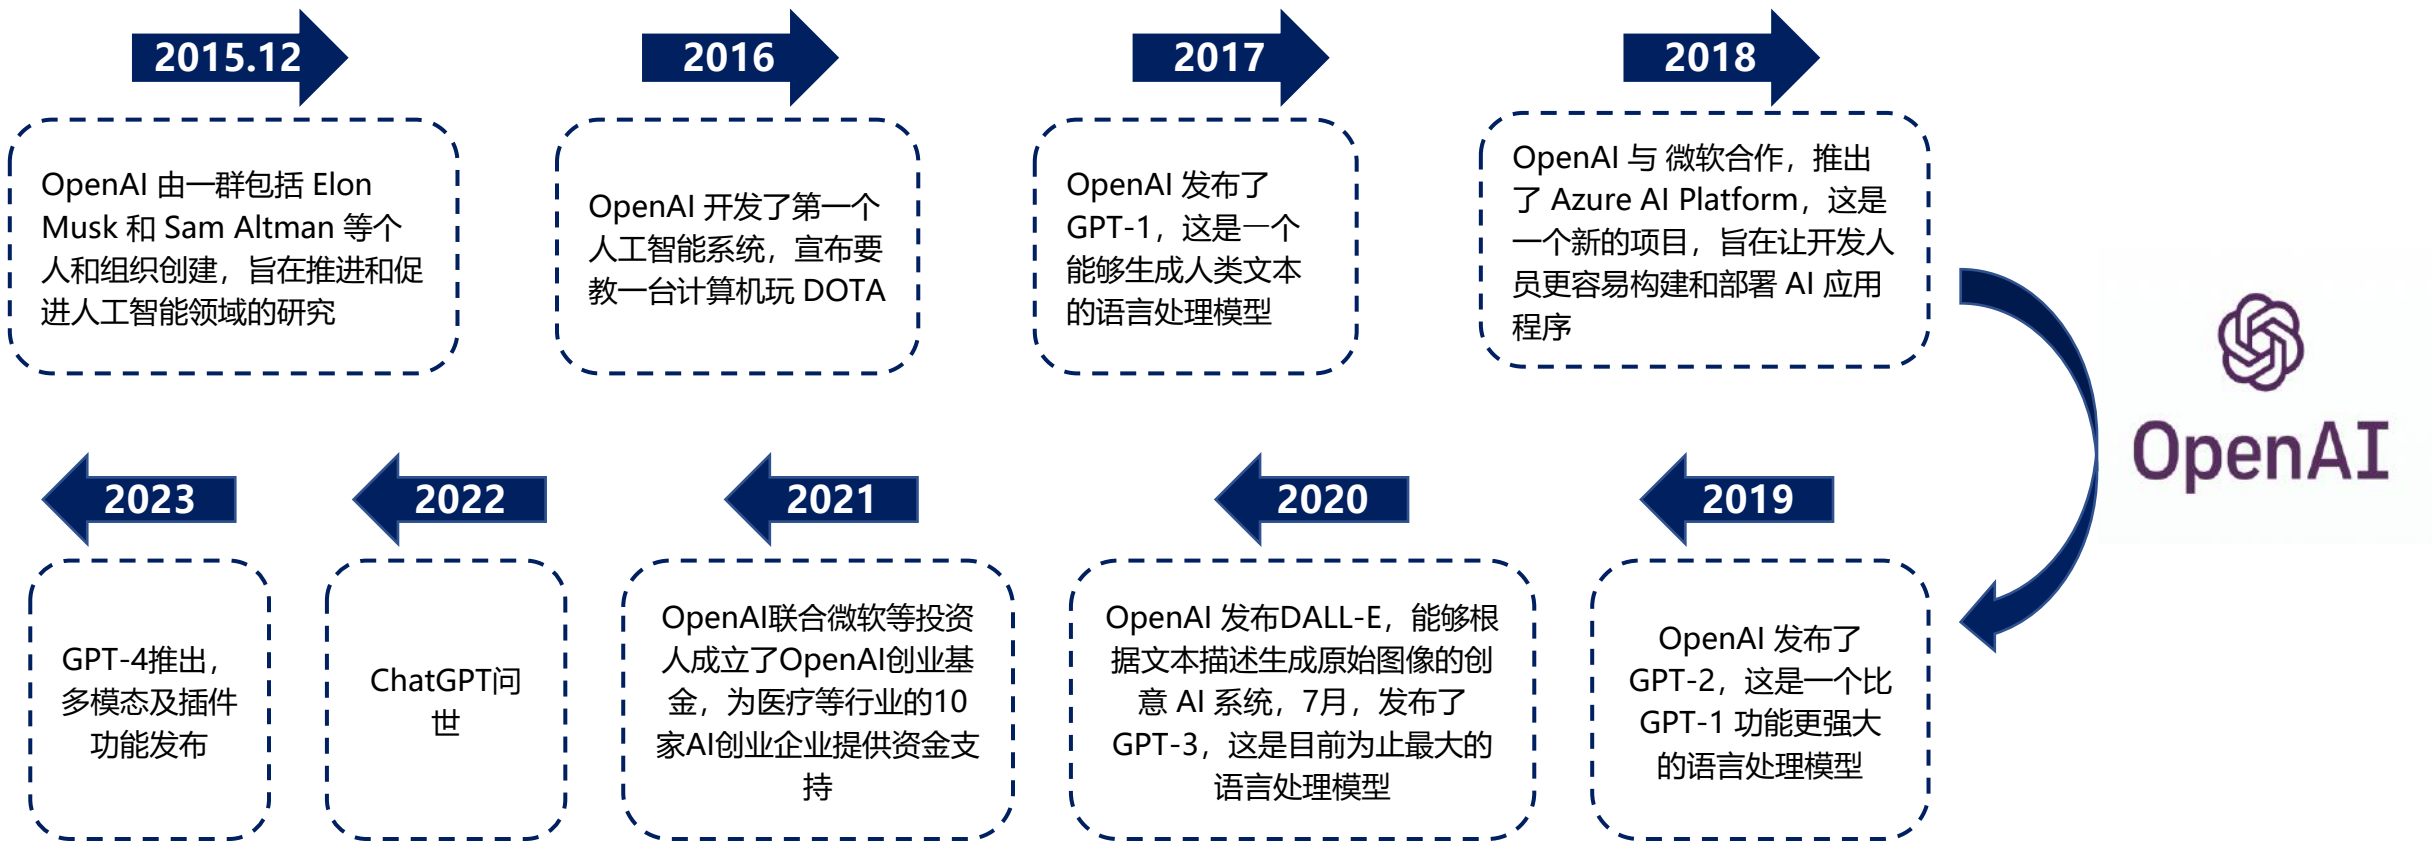 2015.12
OpenAI 由一群包括 Elon
Musk 和 Sam Altman 等个
人和组织创建，旨在推进和促
进人工智能领域的研究
2016
OpenAI 开发了第一个
人工智能系统，宣布要
教一台计算机玩 DOTA
2017
OpenAI 发布了
GPT-1，这是一个
能够生成人类文本
的语言处理模型
2018
OpenAI 与 微软合作，推出
了 Azure AI Platform，这是
一个新的项目，旨在让开发人
员更容易构建和部署 AI 应用
程序
OpenAI
2019
OpenAI 发布了
GPT-2，这是一个比
GPT-1 功能更强大
的语言处理模型
2020
OpenAI 发布DALL-E，能够根
据文本描述生成原始图像的创
意 AI 系统，7月，发布了
GPT-3，这是目前为止最大的
语言处理模型
2021
OpenAI联合微软等投资
人成立了OpenAI创业基
金，为医疗等行业的10
家AI创业企业提供资金支
持
2022
ChatGPT问
世
2023
GPT-4推出，
多模态及插件
功能发布